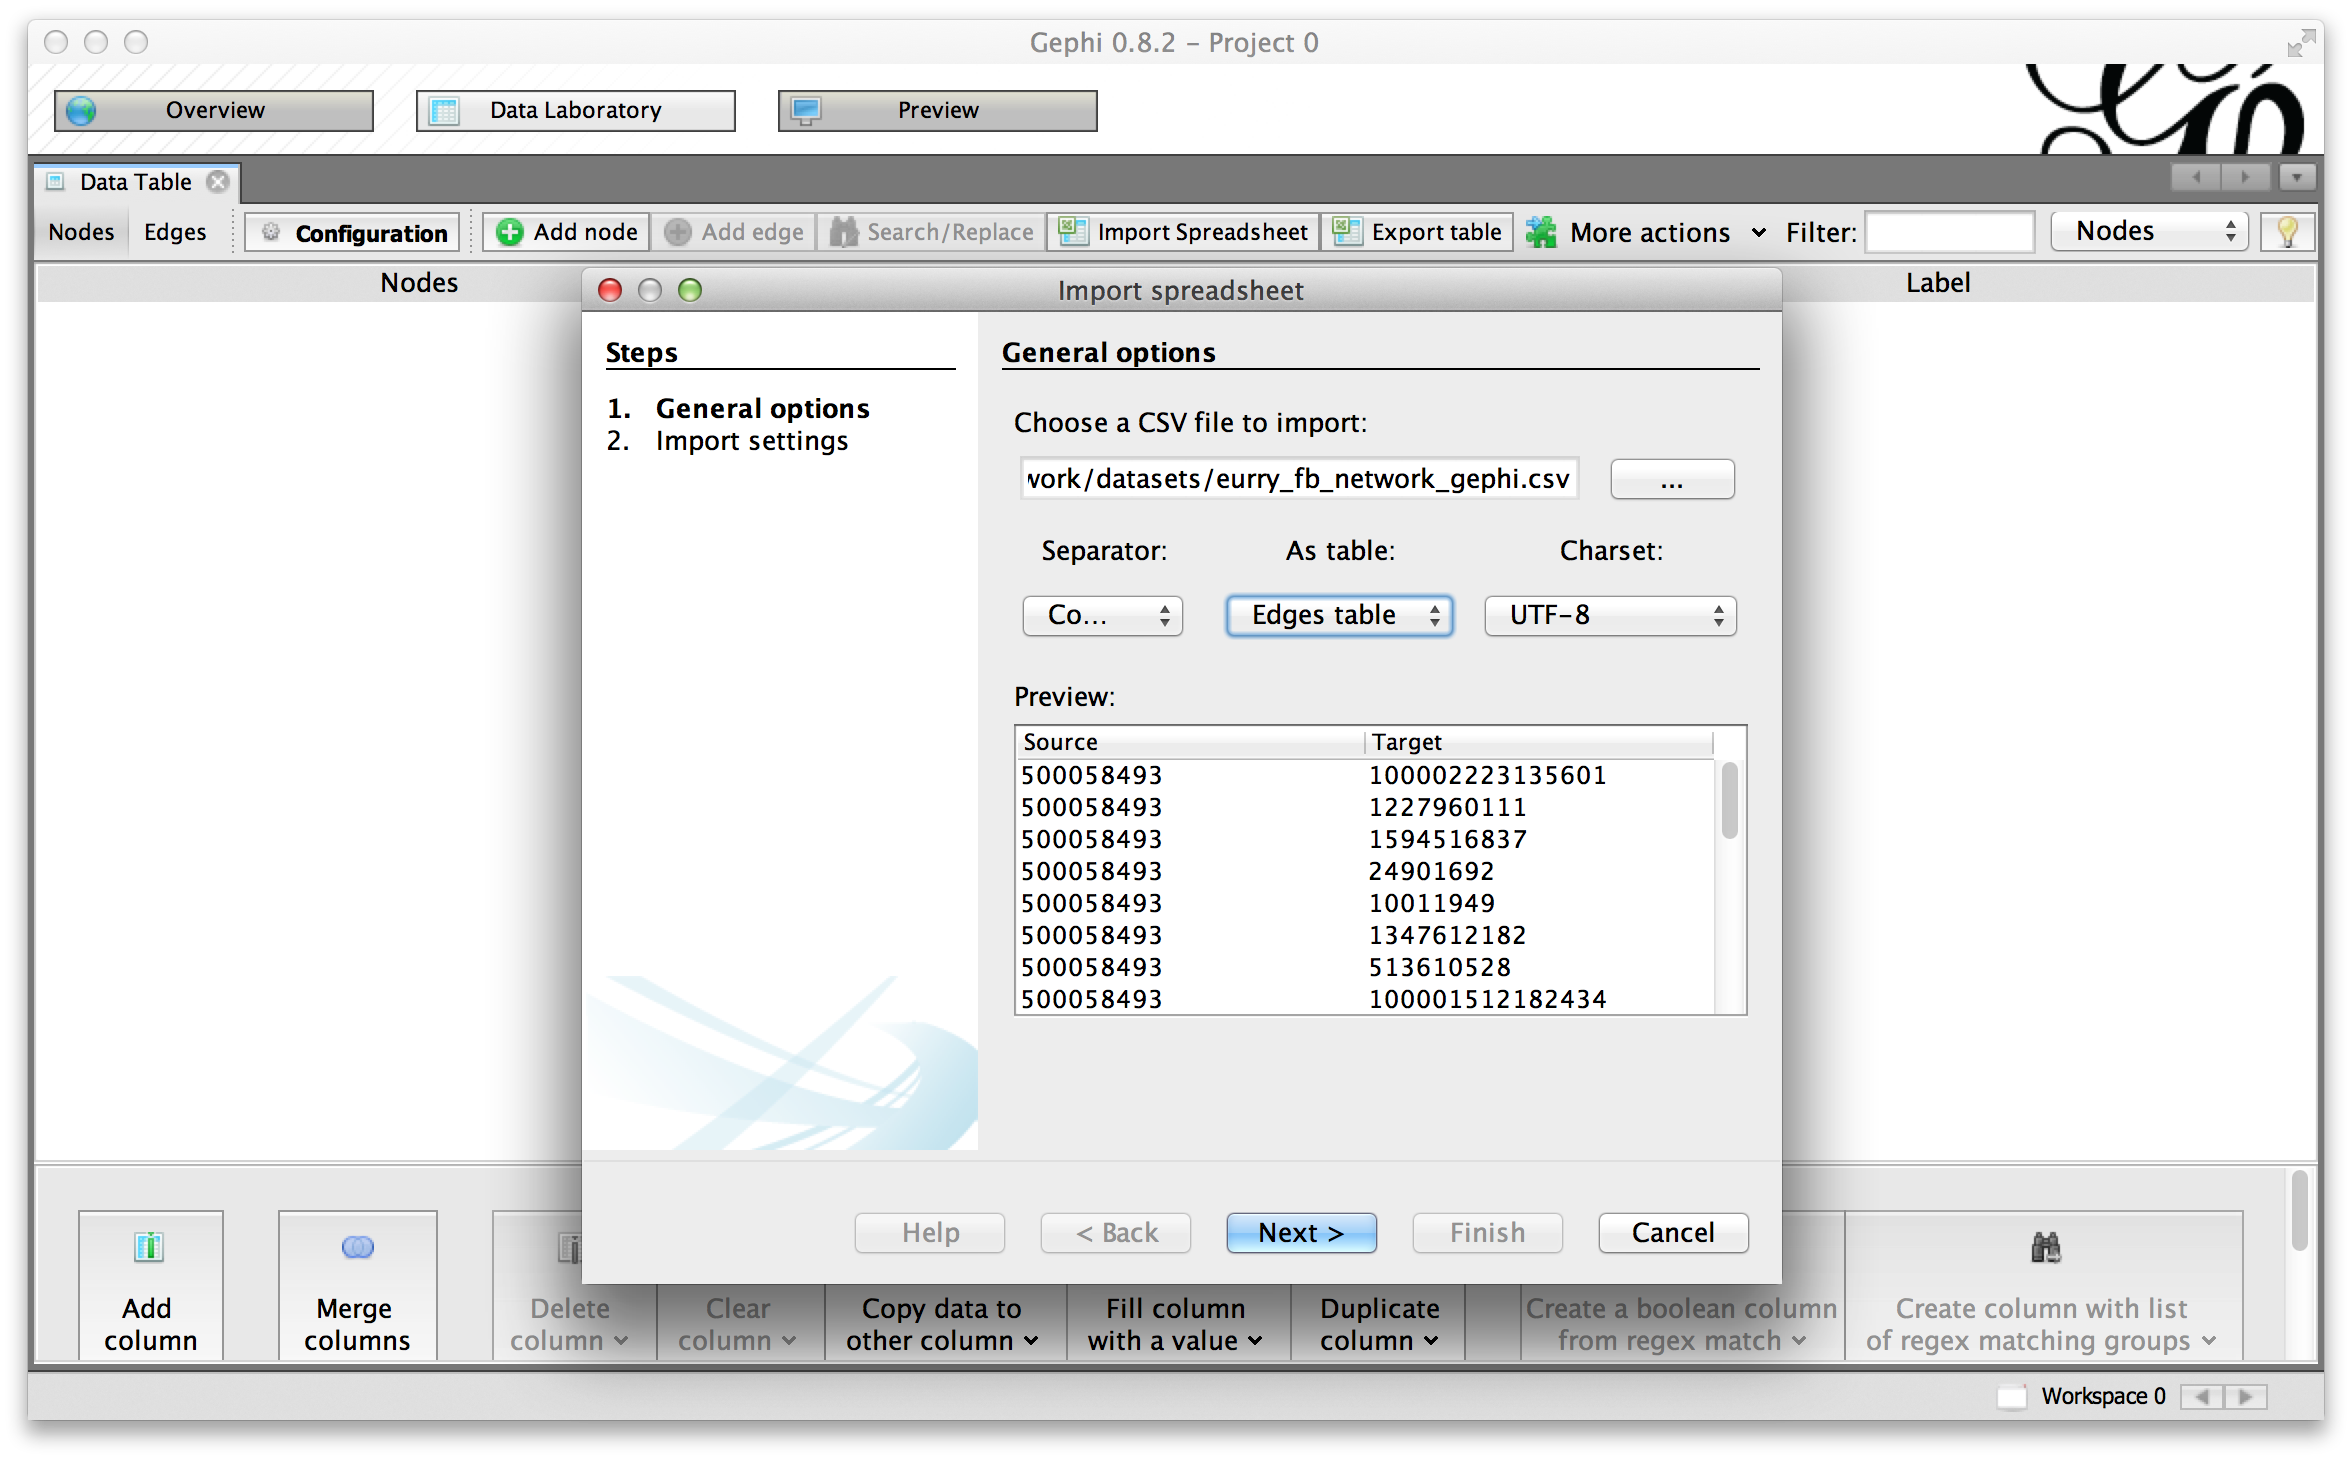 Gephi 0.8.2 – Project 0
Overview
Data Laboratory
Preview
Data Table
Nodes
Edges
Configuration
Add node
Add edge
Search/Replace
Import Spreadsheet
Export table
More actions
Filter:
Nodes
Nodes
Label
Import spreadsheet
Steps
1. General options
2. Import settings
General options
Choose a CSV file to import:
work/datasets/eurry_fb_network_gephi.csv
...
Separator:
As table:
Charset:
Co...
Edges table
UTF-8
Preview:
Source Target
500058493 100002223135601
500058493 1227960111
500058493 1594516837
500058493 24901692
500058493 10011949
500058493 1347612182
500058493 513610528
500058493 100001512182434
Help
< Back
Next >
Finish
Cancel
Add
column
Merge
columns
Delete
column
Clear
column
Copy data to
other column
Fill column
with a value
Duplicate
column
Create a boolean column
from regex match
Create column with list
of regex matching groups
Workspace 0